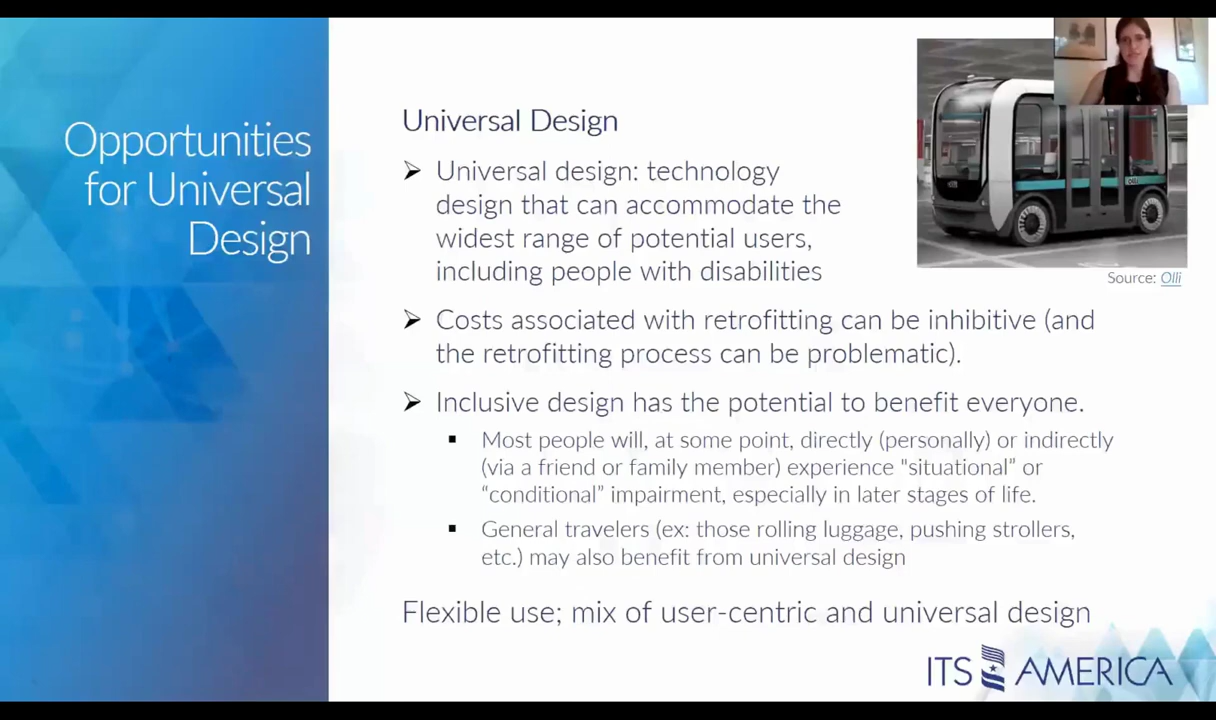 Opportunities
for Universal
Design
Universal Design
Universal design: technology
design that can accommodate the
widest range of potential users,
including people with disabilities
Source: Olli
Costs associated with retrofitting can be inhibitive (and
the retrofitting process can be problematic).
Inclusive design has the potential to benefit everyone.
Most people will, at some point, directly (personally) or indirectly
(via a friend or family member) experience "situational" or
“conditional” impairment, especially in later stages of life.
General travelers (ex: those rolling luggage, pushing strollers,
etc.) may also benefit from universal design
Flexible use; mix of user-centric and universal design
ITS AMERICA